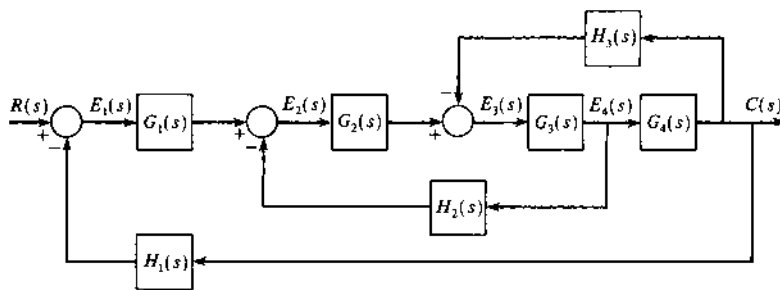 H₃(s)
R(s) E₁(s) G₁(s) E₂(s) G₂(s) E₃(s) G₃(s) E₄(s) G₄(s) C(s)
− + − + − +
H₂(s)
H₁(s)